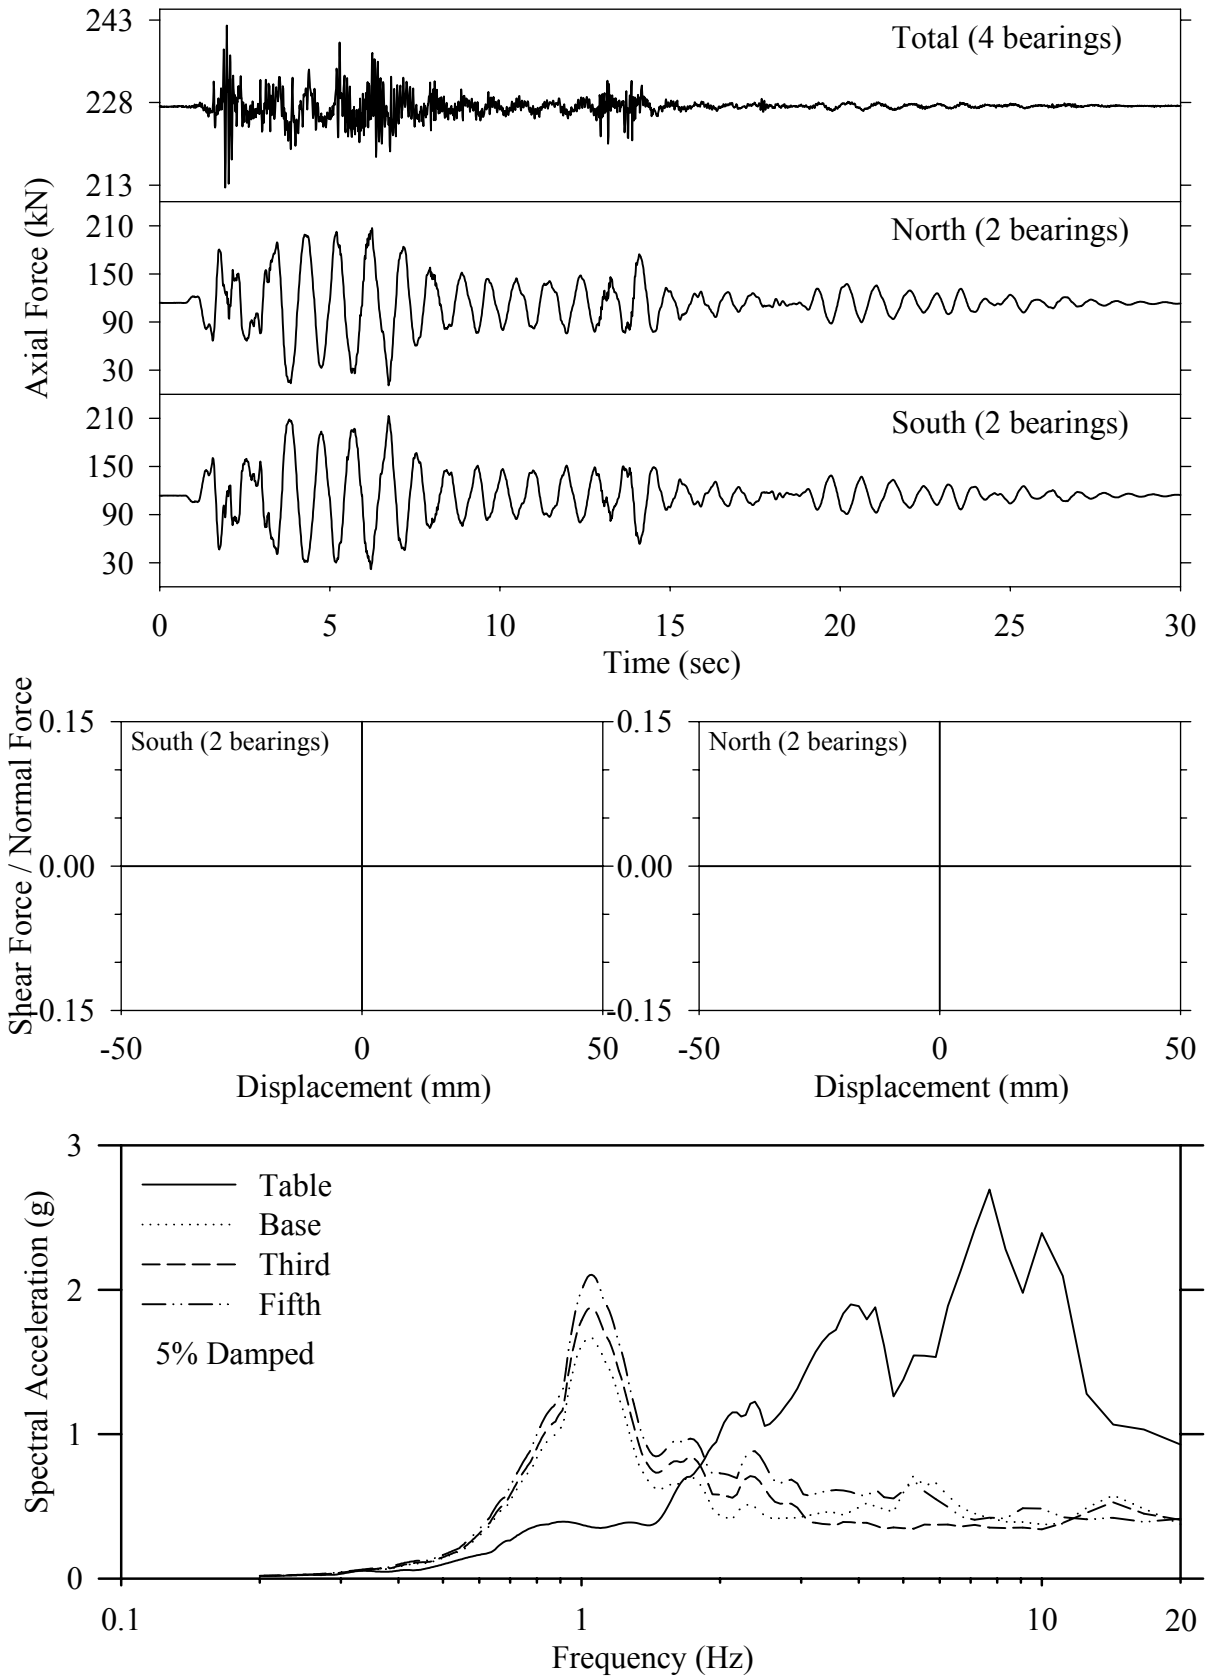 Axial Force (kN)
243
228
213
Total (4 bearings)
210
150
90
30
North (2 bearings)
210
150
90
30
South (2 bearings)
0 5 10 15 20 25 30
Time (sec)
Shear Force / Normal Force
0.15
0.00
-0.15
South (2 bearings)
-50 0 50
Displacement (mm)
0.15
0.00
-0.15
North (2 bearings)
-50 0 50
Displacement (mm)
Spectral Acceleration (g)
3
2
1
0
Table
Base
Third
Fifth
5% Damped
0.1 1 10 20
Frequency (Hz)